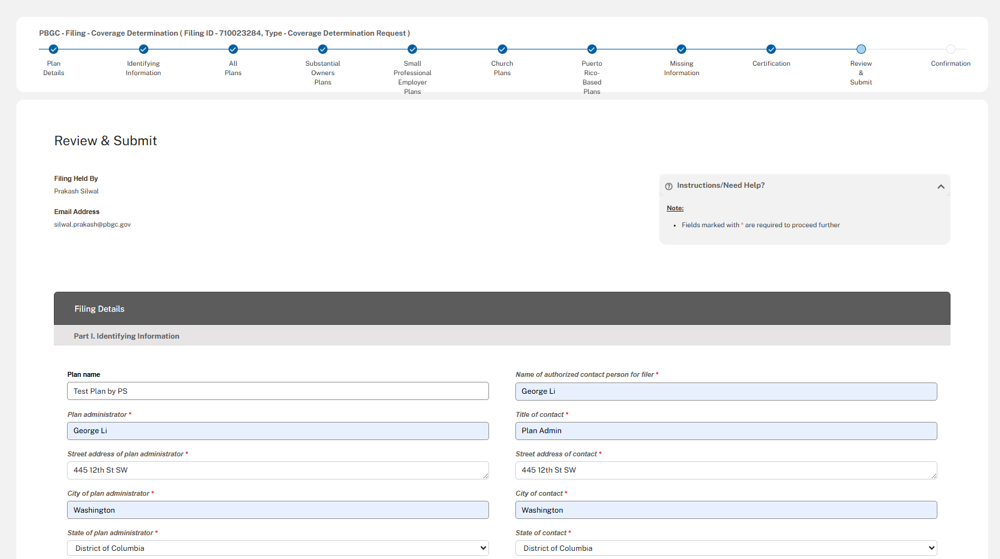 PBGC - Filing - Coverage Determination ( Filing ID - 710023284, Type - Coverage Determination Request )
Plan
Details
Identifying
Information
All
Plans
Substantial
Owners
Plans
Small
Professional
Employer
Plans
Church
Plans
Puerto
Rico-
Based
Plans
Missing
Information
Certification
Review
&
Submit
Confirmation
Review & Submit
Filing Held By
Prakash Silwal
Email Address
silwal.prakash@pbgc.gov
Instructions/Need Help?
Note:
• Fields marked with * are required to proceed further
Filing Details
Part I. Identifying Information
Plan name
Test Plan by PS
Name of authorized contact person for filer *
George Li
Plan administrator *
George Li
Title of contact *
Plan Admin
Street address of plan administrator *
445 12th St SW
Street address of contact *
445 12th St SW
City of plan administrator *
Washington
City of contact *
Washington
State of plan administrator *
District of Columbia
State of contact *
District of Columbia